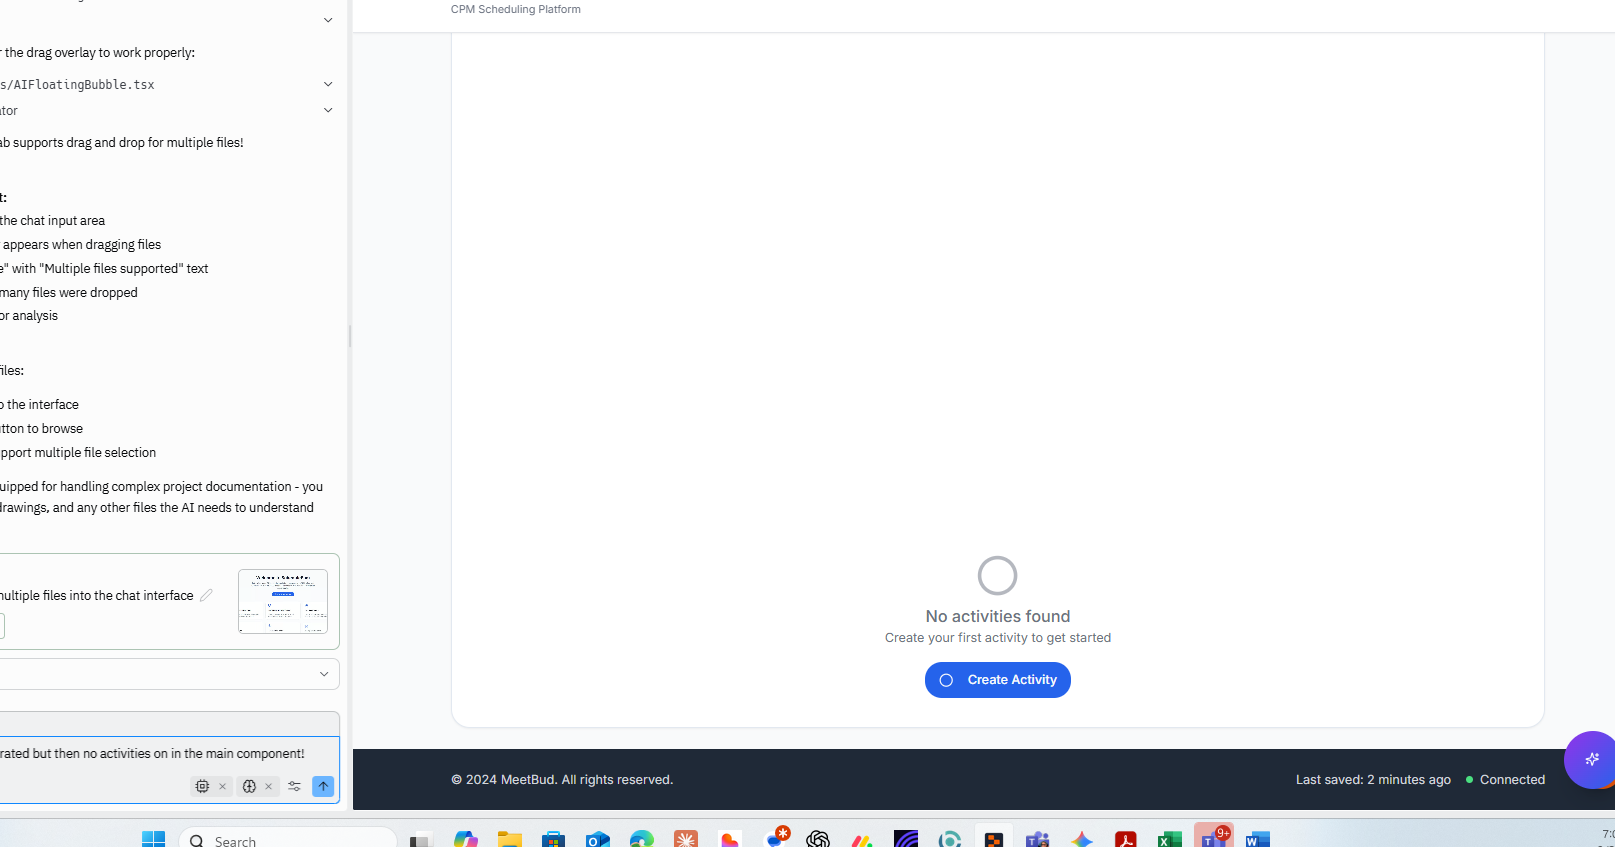 the drag overlay to work properly:
s/AIFloatingBubble.tsx
ator
ab supports drag and drop for multiple files!
t:
the chat input area
appears when dragging files
e" with "Multiple files supported" text
many files were dropped
or analysis
files:
o the interface
utton to browse
pport multiple file selection
uipped for handling complex project documentation - you
drawings, and any other files the AI needs to understand
multiple files into the chat interface
rated but then no activities on in the main component!
CPM Scheduling Platform
No activities found
Create your first activity to get started
Create Activity
© 2024 MeetBud. All rights reserved.
Last saved: 2 minutes ago
Connected
Search
9+
7:0